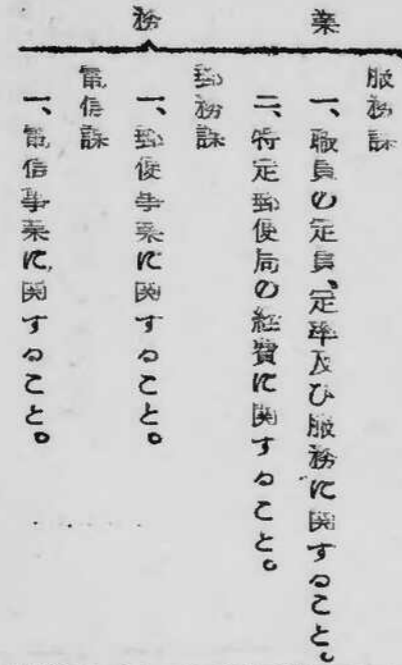 業務
服務課
一、職員の定員、定率及び服務に関すること。
二、特定郵便局の経費に関すること。
郵務課
一、郵便事業に関すること。
電信課
一、電信事業に関すること。